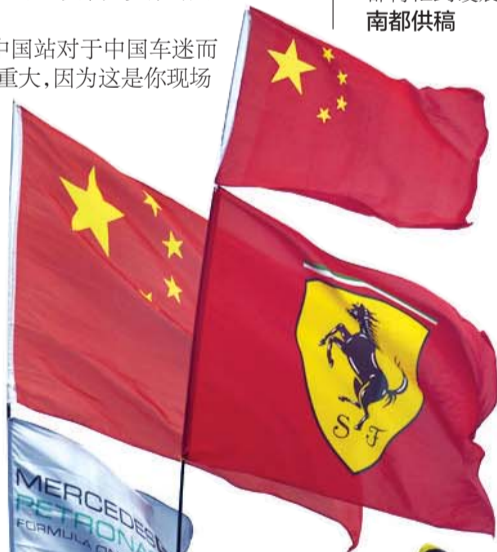 中国站对于中国车迷而
重大,因为这是你现场
南都供稿
S F
MERCEDES
PETRONA
FORMULA